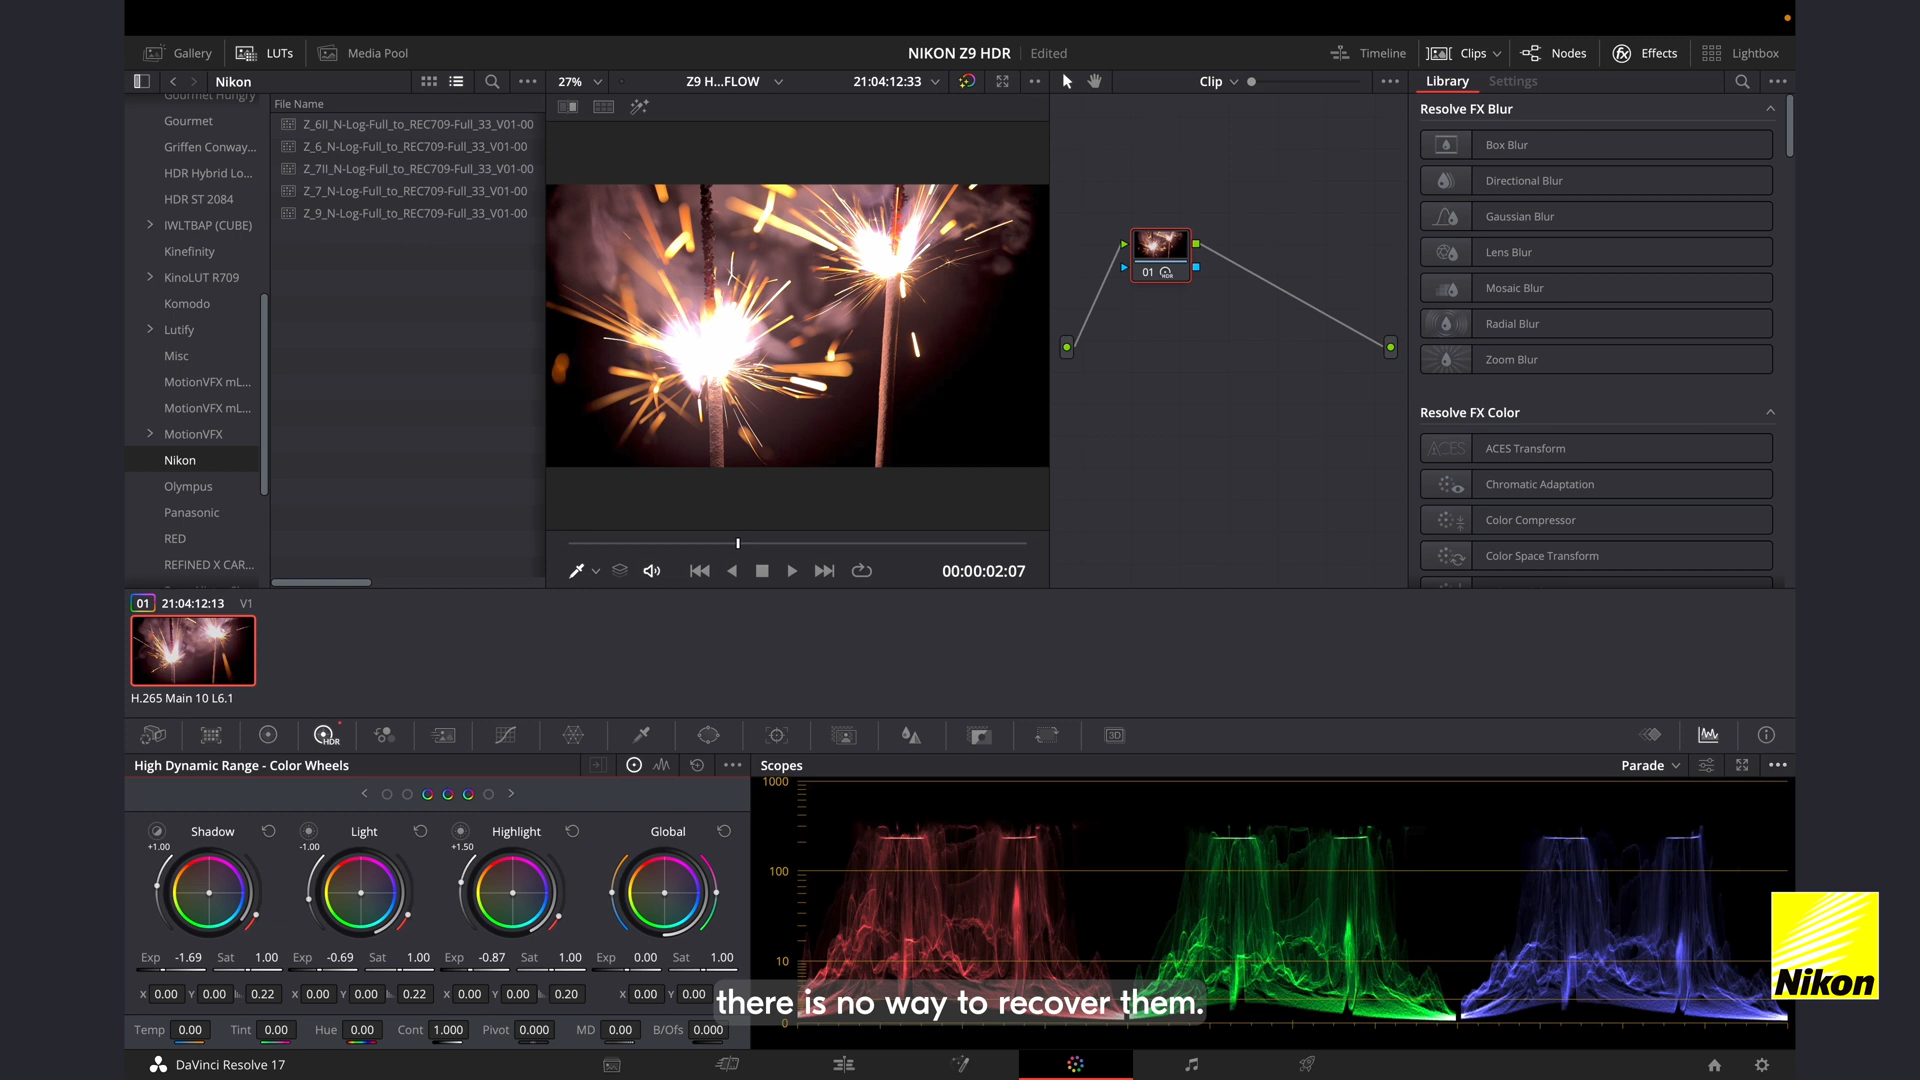 Gallery LUTs Media Pool NIKON Z9 HDR Edited Timeline Clips Nodes Effects Lightbox
Nikon 27% Z9 H...FLOW 21:04:12:33 Clip Library Settings
Gourmet Hungry
Gourmet
Griffen Conway...
HDR Hybrid Lo...
HDR ST 2084
IWLTBAP (CUBE)
Kinefinity
KinoLUT R709
Komodo
Lutify
Misc
MotionVFX mL...
MotionVFX mL...
MotionVFX
Nikon
Olympus
Panasonic
RED
REFINED X CAR...
File Name
Z_6II_N-Log-Full_to_REC709-Full_33_V01-00
Z_6_N-Log-Full_to_REC709-Full_33_V01-00
Z_7II_N-Log-Full_to_REC709-Full_33_V01-00
Z_7_N-Log-Full_to_REC709-Full_33_V01-00
Z_9_N-Log-Full_to_REC709-Full_33_V01-00
00:00:02:07
01 HDR
Resolve FX Blur
Box Blur
Directional Blur
Gaussian Blur
Lens Blur
Mosaic Blur
Radial Blur
Zoom Blur
Resolve FX Color
ACES ACES Transform
Chromatic Adaptation
Color Compressor
Color Space Transform
01 21:04:12:13 V1
H.265 Main 10 L6.1
HDR
3D
High Dynamic Range - Color Wheels
Shadow Light Highlight Global
+1.00 -1.00 +1.50
Exp -1.69 Sat 1.00 Exp -0.69 Sat 1.00 Exp -0.87 Sat 1.00 Exp 0.00 Sat 1.00
X 0.00 Y 0.00 0.22 X 0.00 Y 0.00 0.22 X 0.00 Y 0.00 0.20 X 0.00 Y 0.00
Temp 0.00 Tint 0.00 Hue 0.00 Cont 1.000 Pivot 0.000 MD 0.00 B/Ofs 0.000
Scopes Parade
1000
100
10
0
there is no way to recover them.
Nikon
DaVinci Resolve 17